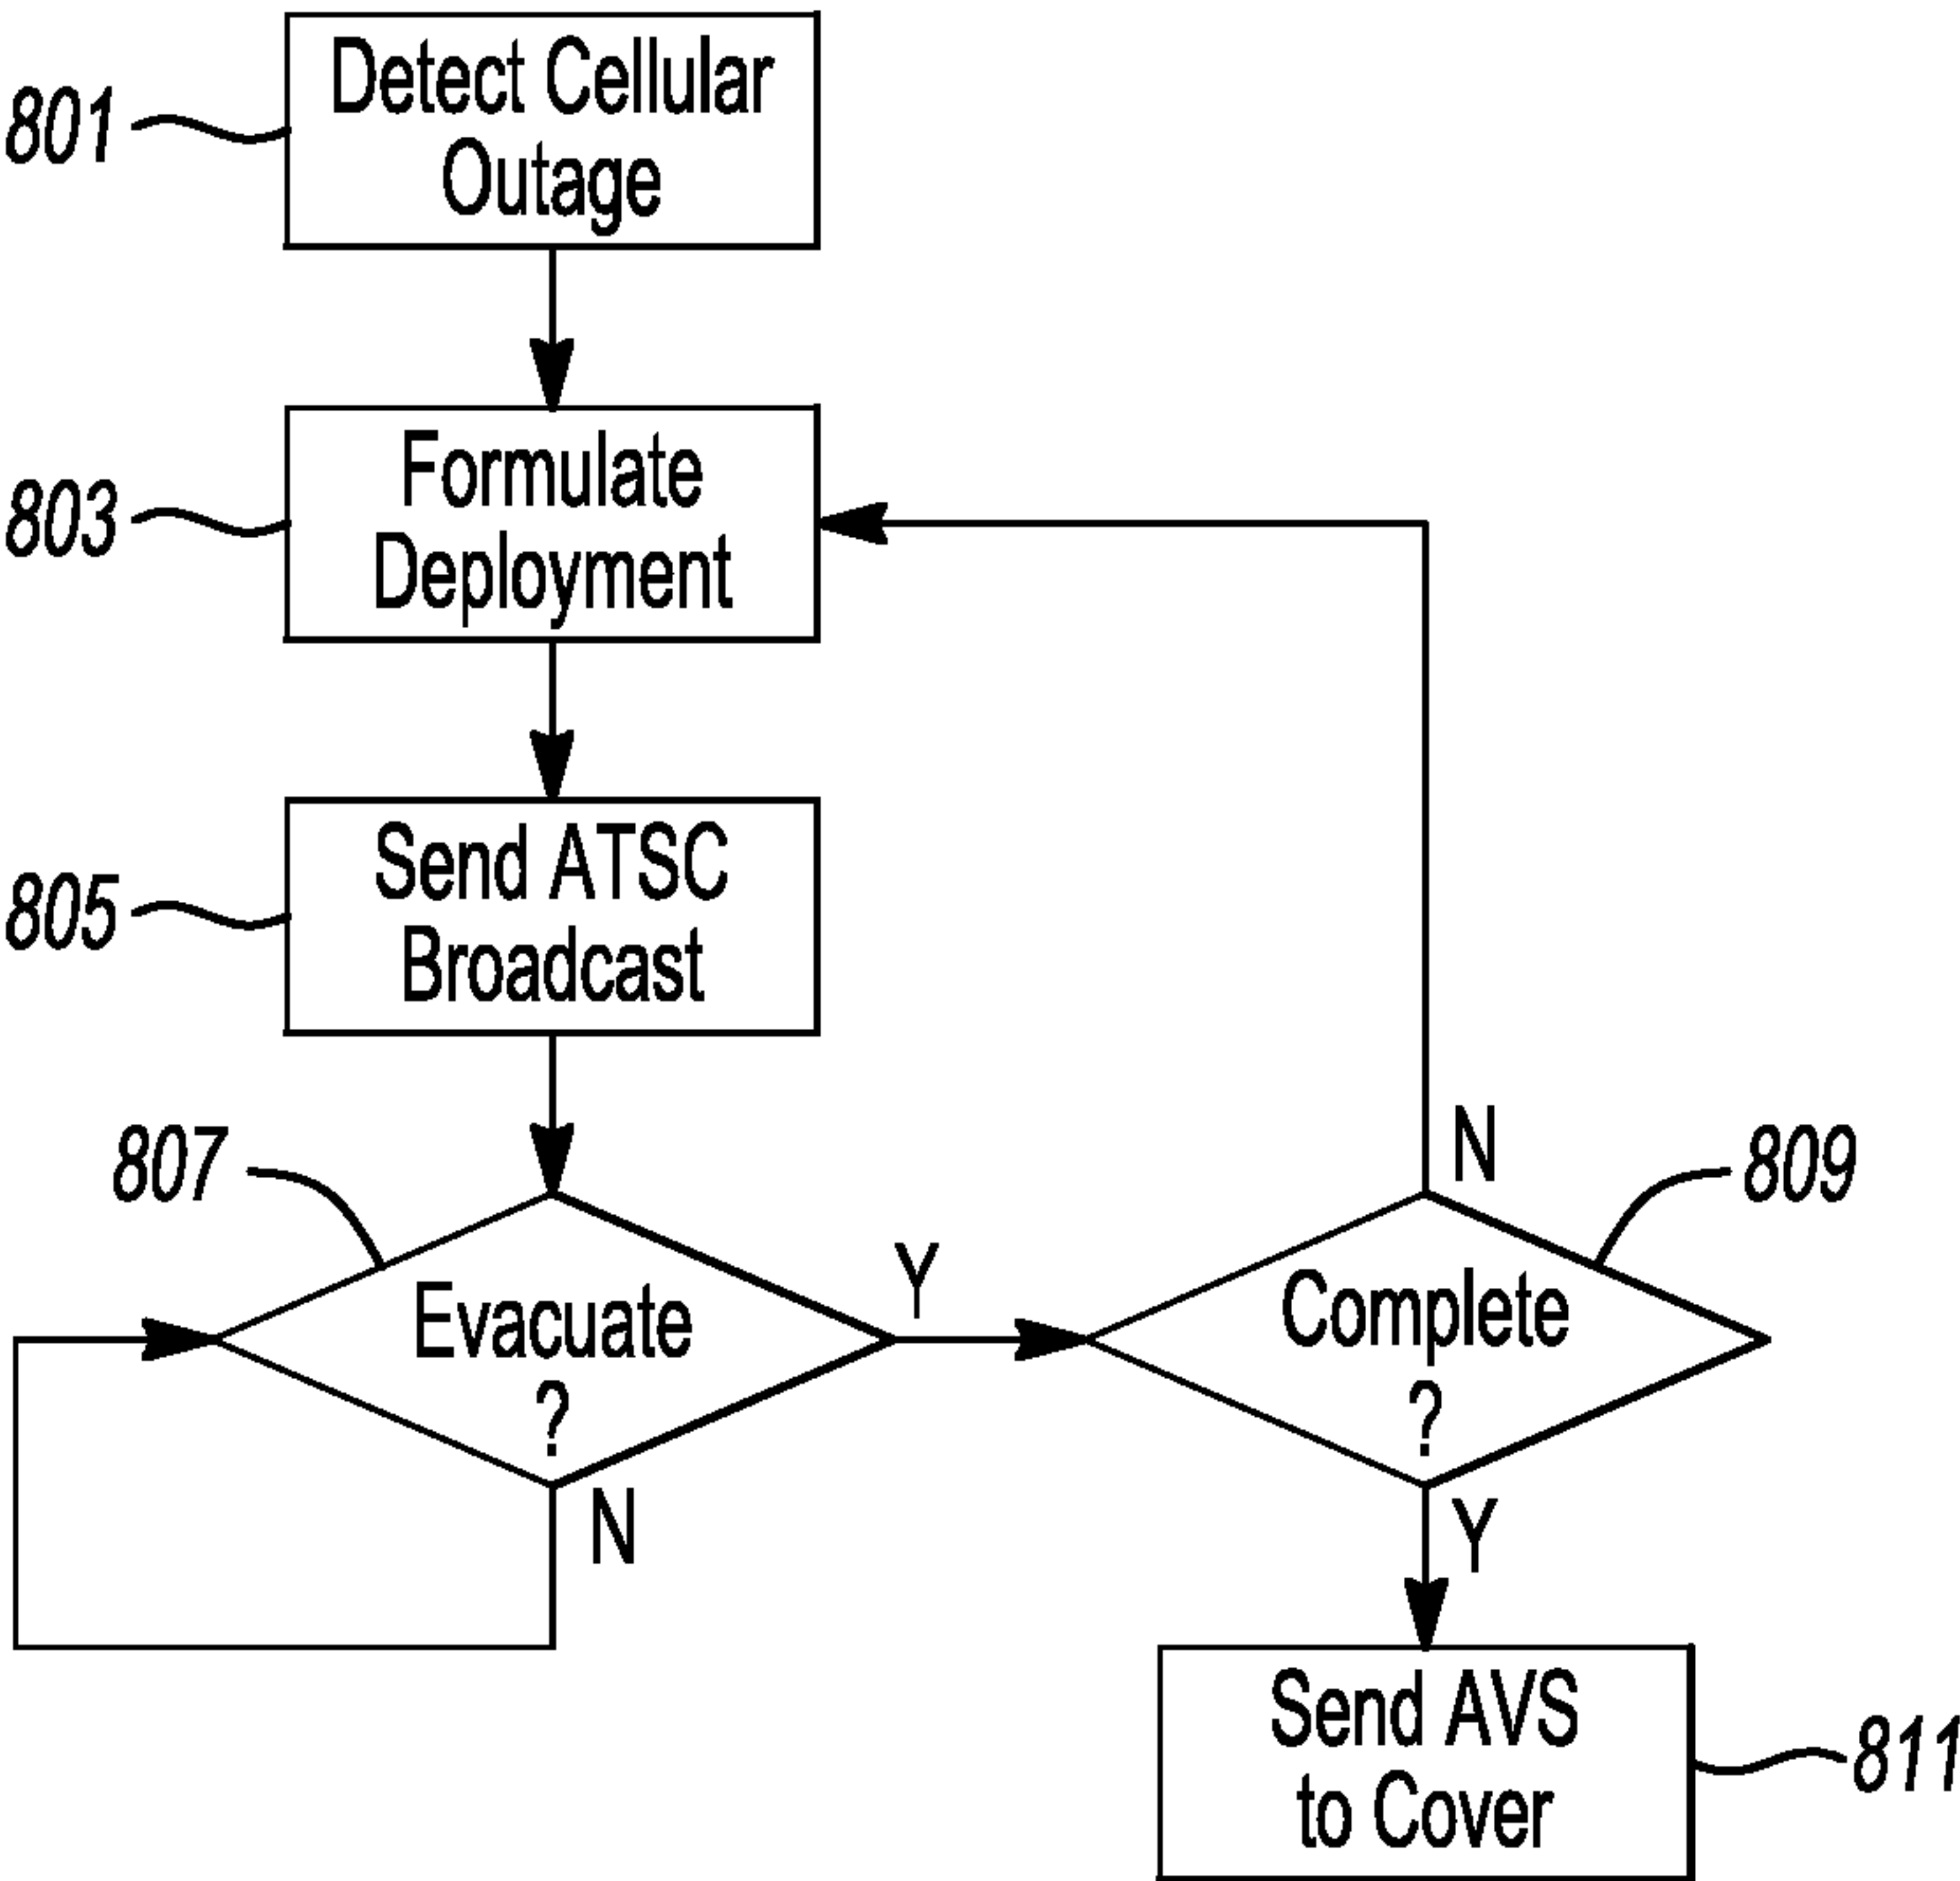 801
Detect Cellular
Outage
803
Formulate
Deployment
805
Send ATSC
Broadcast
807
Evacuate
?
Y
N
809
Complete
?
N
Y
811
Send AVS
to Cover